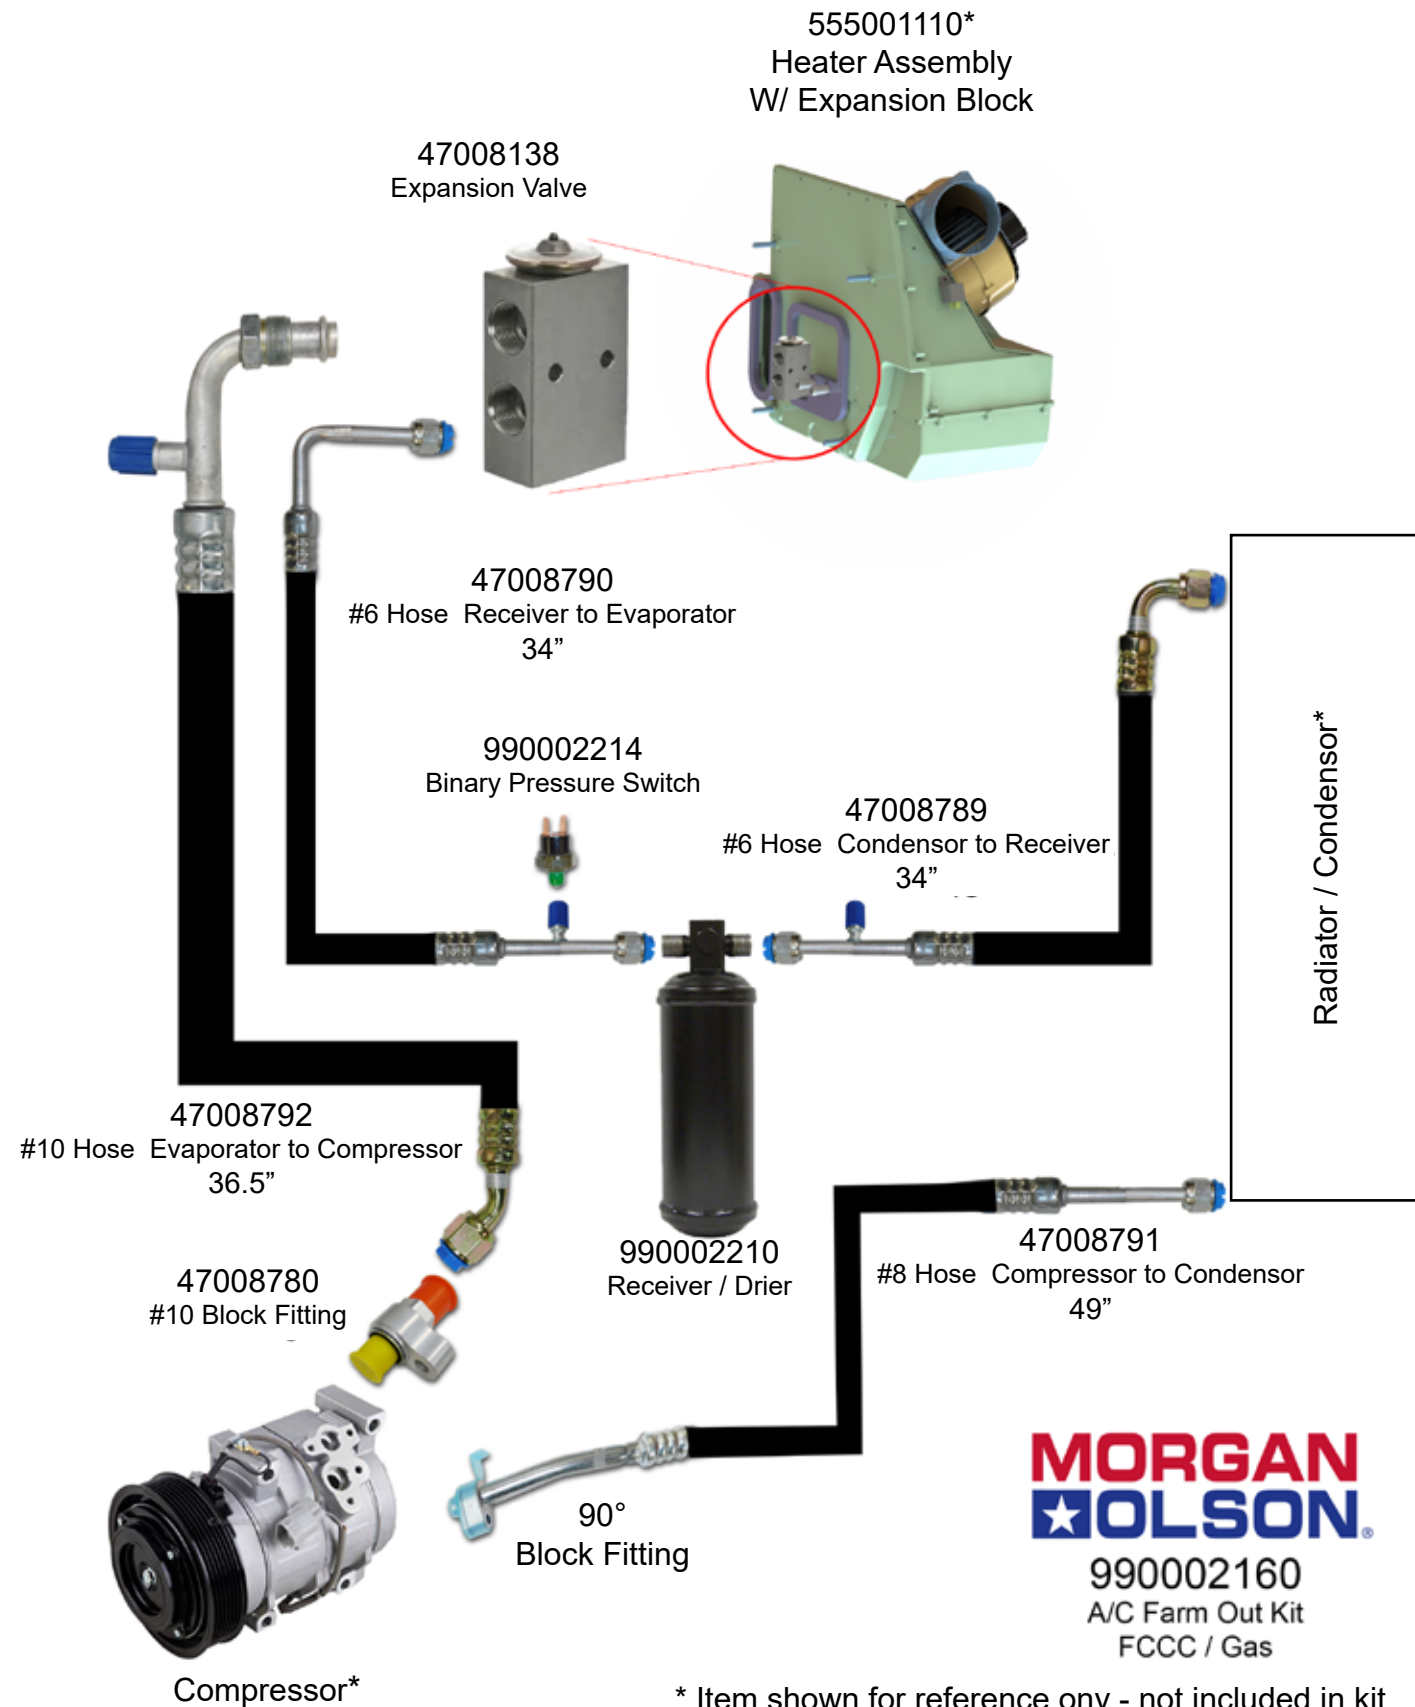 555001110*
Heater Assembly
W/ Expansion Block
47008138
Expansion Valve
47008790
#6 Hose  Receiver to Evaporator
34”
990002214
Binary Pressure Switch
47008789
#6 Hose  Condensor to Receiver
34”
Radiator / Condensor*
47008792
#10 Hose  Evaporator to Compressor
36.5”
990002210
Receiver / Drier
47008791
#8 Hose  Compressor to Condensor
49”
47008780
#10 Block Fitting
90°
Block Fitting
MORGAN
OLSON®
990002160
A/C Farm Out Kit
FCCC / Gas
Compressor*
* Item shown for reference ony - not included in kit